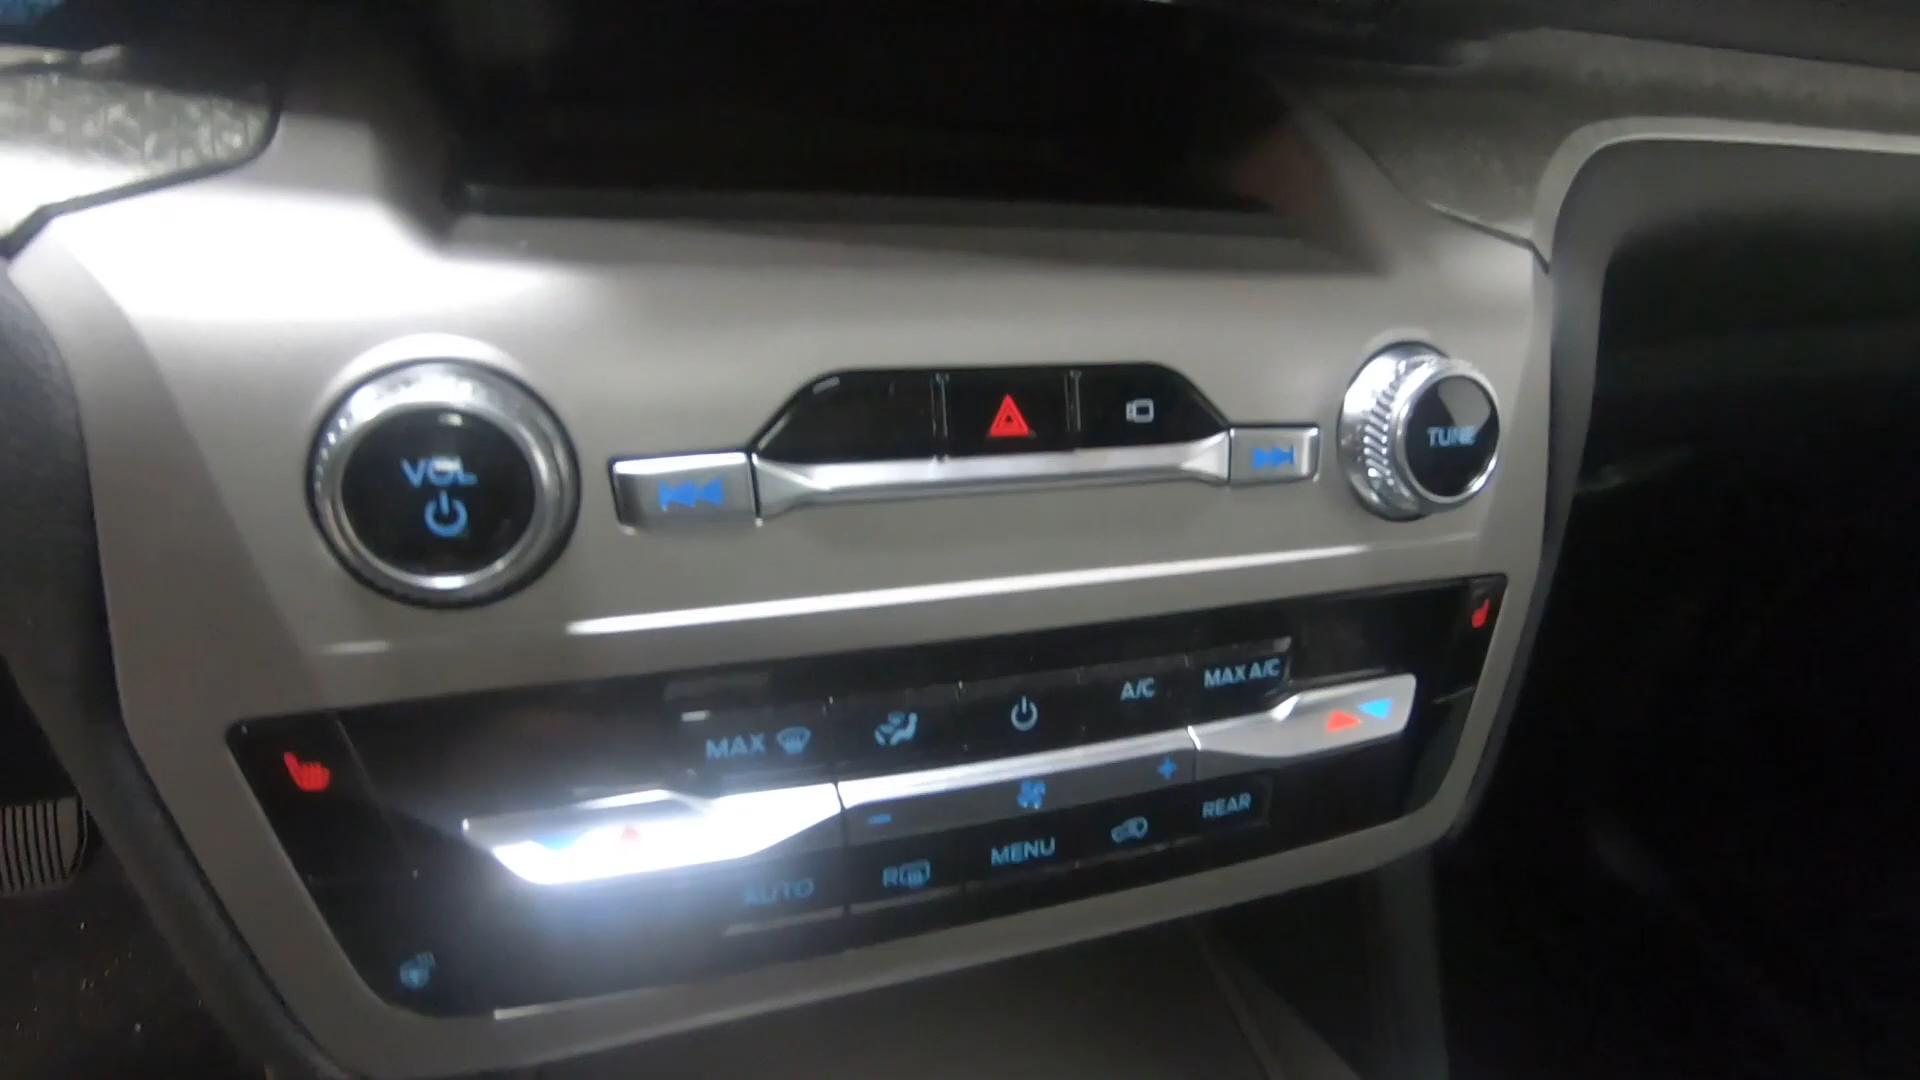 VOL
TUNE
A/C
MAX A/C
MAX
REAR
MENU
R
AUTO